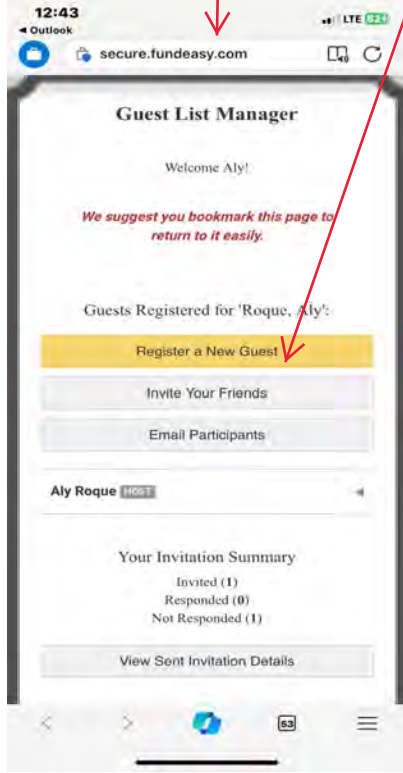 12:43
LTE 83+
Outlook
secure.fundeasy.com
Guest List Manager
Welcome Aly!
We suggest you bookmark this page to
return to it easily.
Guests Registered for 'Roque, Aly':
Register a New Guest
Invite Your Friends
Email Participants
Aly Roque HOST
Your Invitation Summary
Invited (1)
Responded (0)
Not Responded (1)
View Sent Invitation Details
53